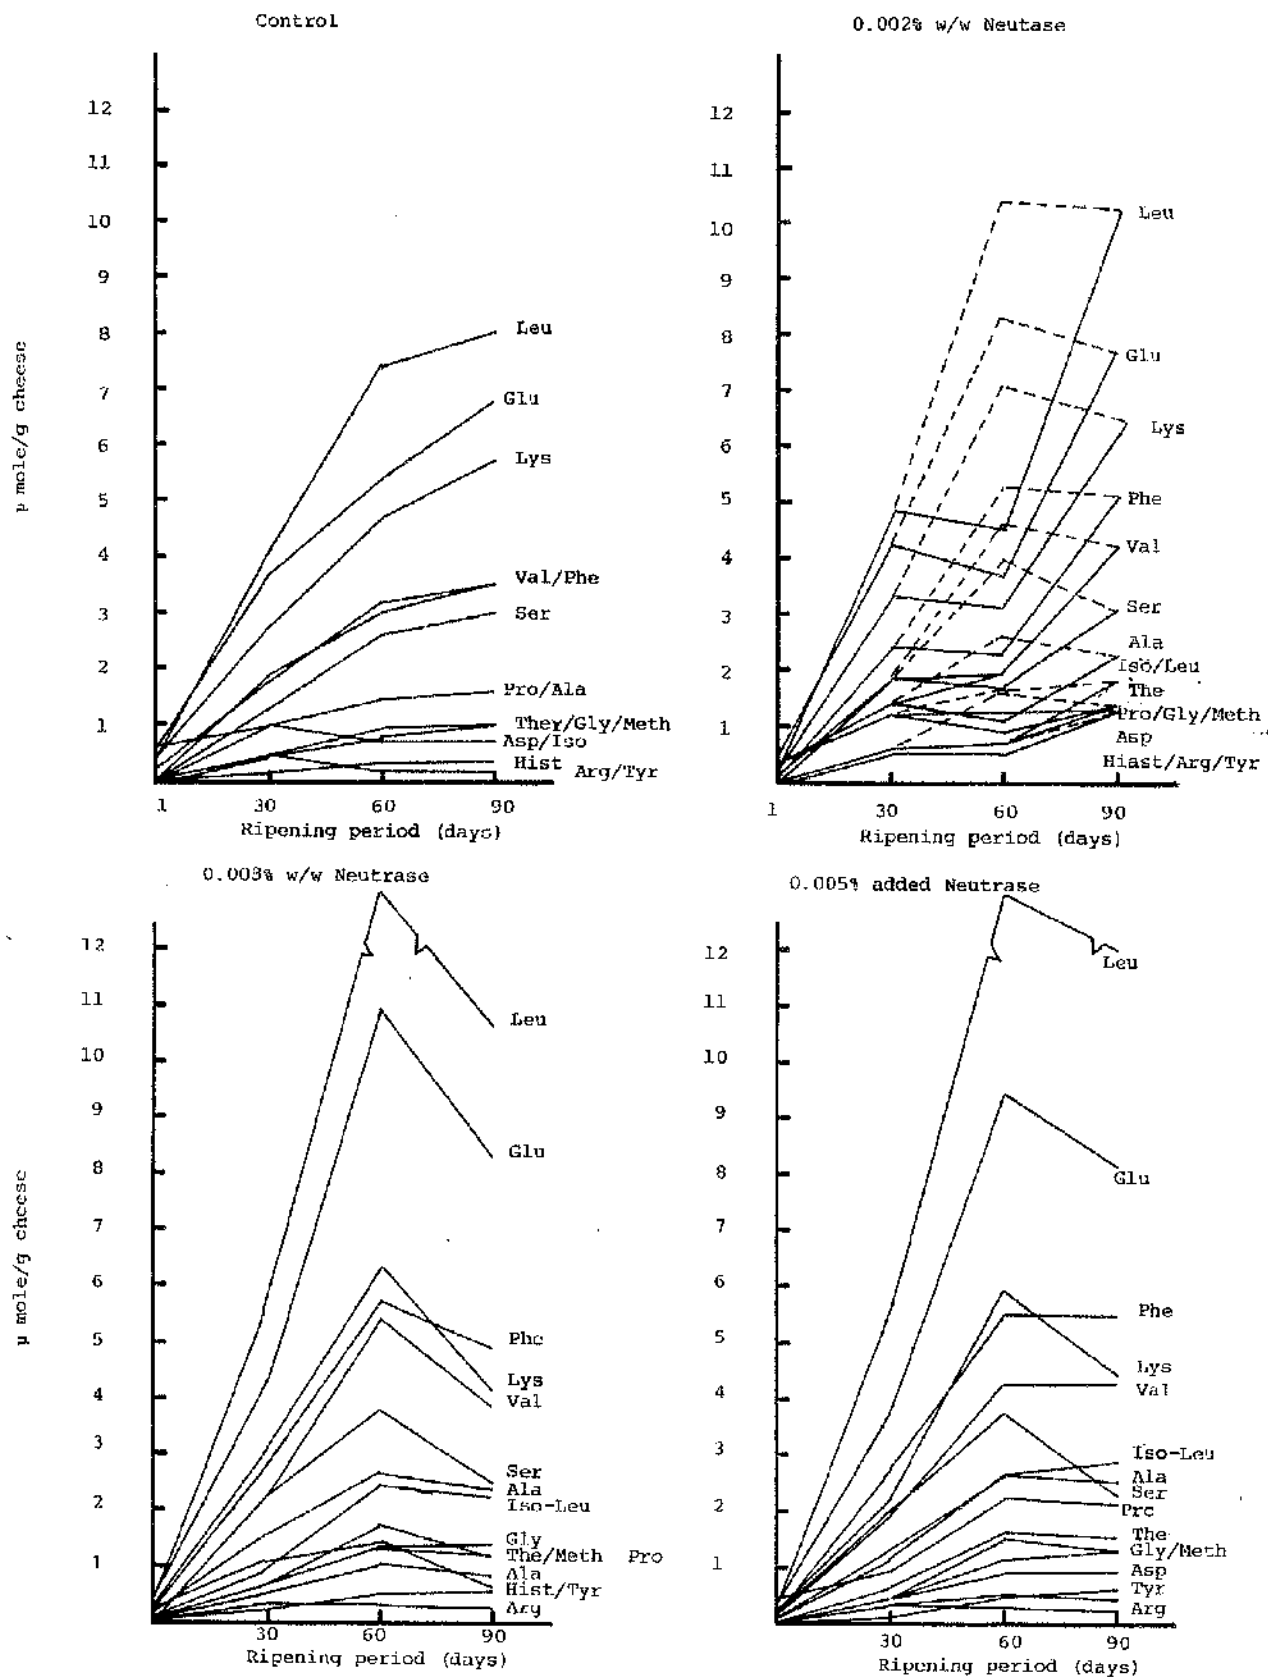 Control
12
11
10
9
8
7
6
5
4
3
2
1
μ mole/g cheese
Leu
Glu
Lys
Val/Phe
Ser
Pro/Ala
Ther/Gly/Meth
Asp/Iso
Hist
Arg/Tyr
1 30 60 90
Ripening period (days)
0.002% w/w Neutase
12
11
10
9
8
7
6
5
4
3
2
1
Leu
Glu
Lys
Phe
Val
Ser
Ala
Iso/Leu
The
Pro/Gly/Meth
Asp
Hiast/Arg/Tyr
1 30 60 90
Ripening period (days)
0.003% w/w Neutrase
12
11
10
9
8
7
6
5
4
3
2
1
μ mole/g cheese
Leu
Glu
Phe
Lys
Val
Ser
Ala
Iso-Leu
Gly
The/Meth Pro
Ala
Hist/Tyr
Arg
30 60 90
Ripening period (days)
0.005% added Neutrase
12
11
10
9
8
7
6
5
4
3
2
1
Leu
Glu
Phe
Lys
Val
Iso-Leu
Ala
Ser
Pro
The
Gly/Meth
Asp
Tyr
Arg
30 60 90
Ripening period (days)